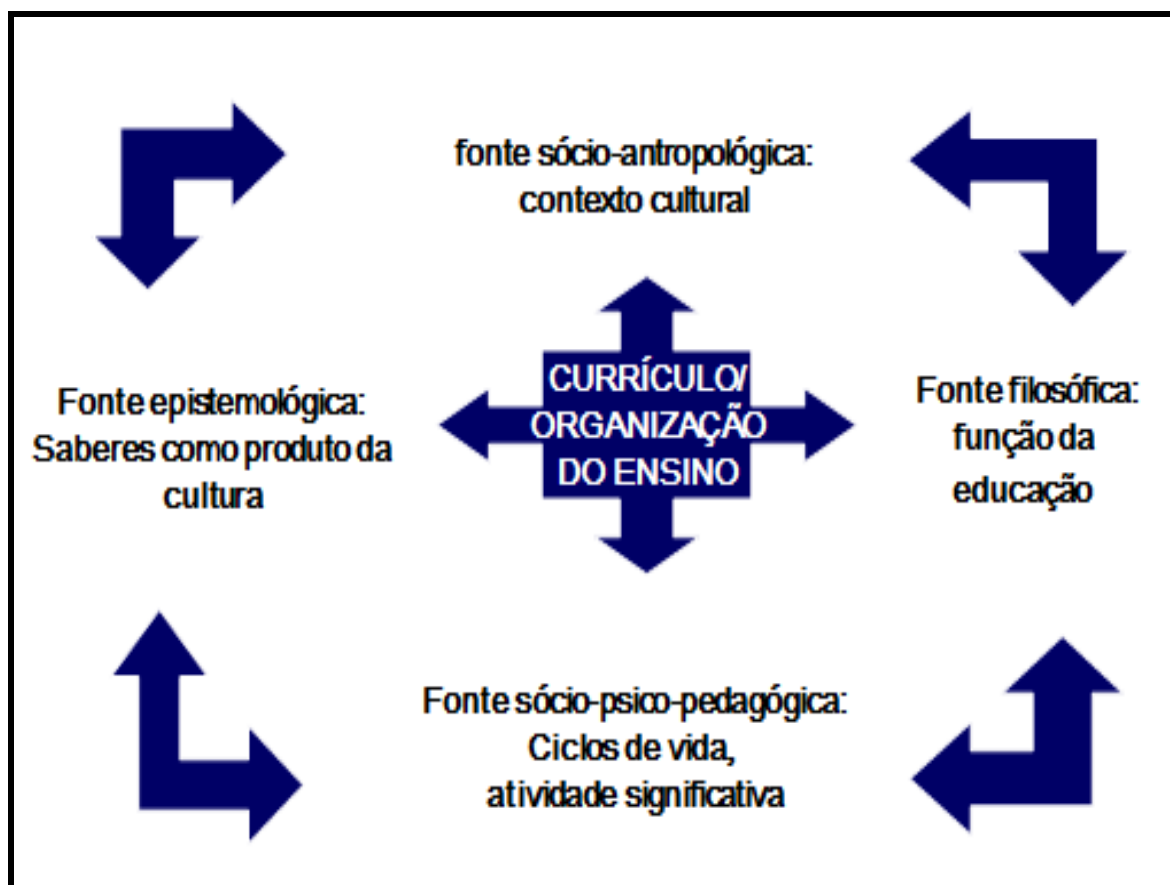 fonte sócio-antropológica:
contexto cultural
CURRÍCULO/
ORGANIZAÇÃO
DO ENSINO
Fonte epistemológica:
Saberes como produto da
cultura
Fonte filosófica:
função da
educação
Fonte sócio-psico-pedagógica:
Ciclos de vida,
atividade significativa